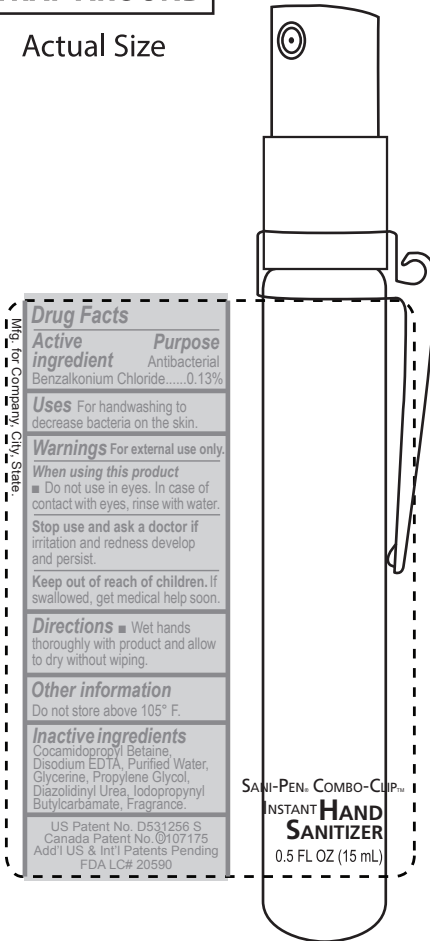 Actual Size
Mfg. for Company, City, State
Drug Facts
Active Purpose
ingredient Antibacterial
Benzalkonium Chloride......0.13%
Uses For handwashing to
decrease bacteria on the skin.
Warnings For external use only.
When using this product
■ Do not use in eyes. In case of
contact with eyes, rinse with water.
Stop use and ask a doctor if
irritation and redness develop
and persist.
Keep out of reach of children. If
swallowed, get medical help soon.
Directions ■ Wet hands
thoroughly with product and allow
to dry without wiping.
Other information
Do not store above 105° F.
Inactive ingredients
Cocamidopropyl Betaine,
Disodium EDTA, Purified Water,
Glycerine, Propylene Glycol,
Diazolidinyl Urea, Iodopropynyl
Butylcarbamate, Fragrance.
US Patent No. D531256 S
Canada Patent No. Ⓓ107175
Add'l US & Int'l Patents Pending
FDA LC# 20590
SANI-PEN® COMBO-CLIP™
INSTANT HAND
SANITIZER
0.5 FL OZ (15 mL)